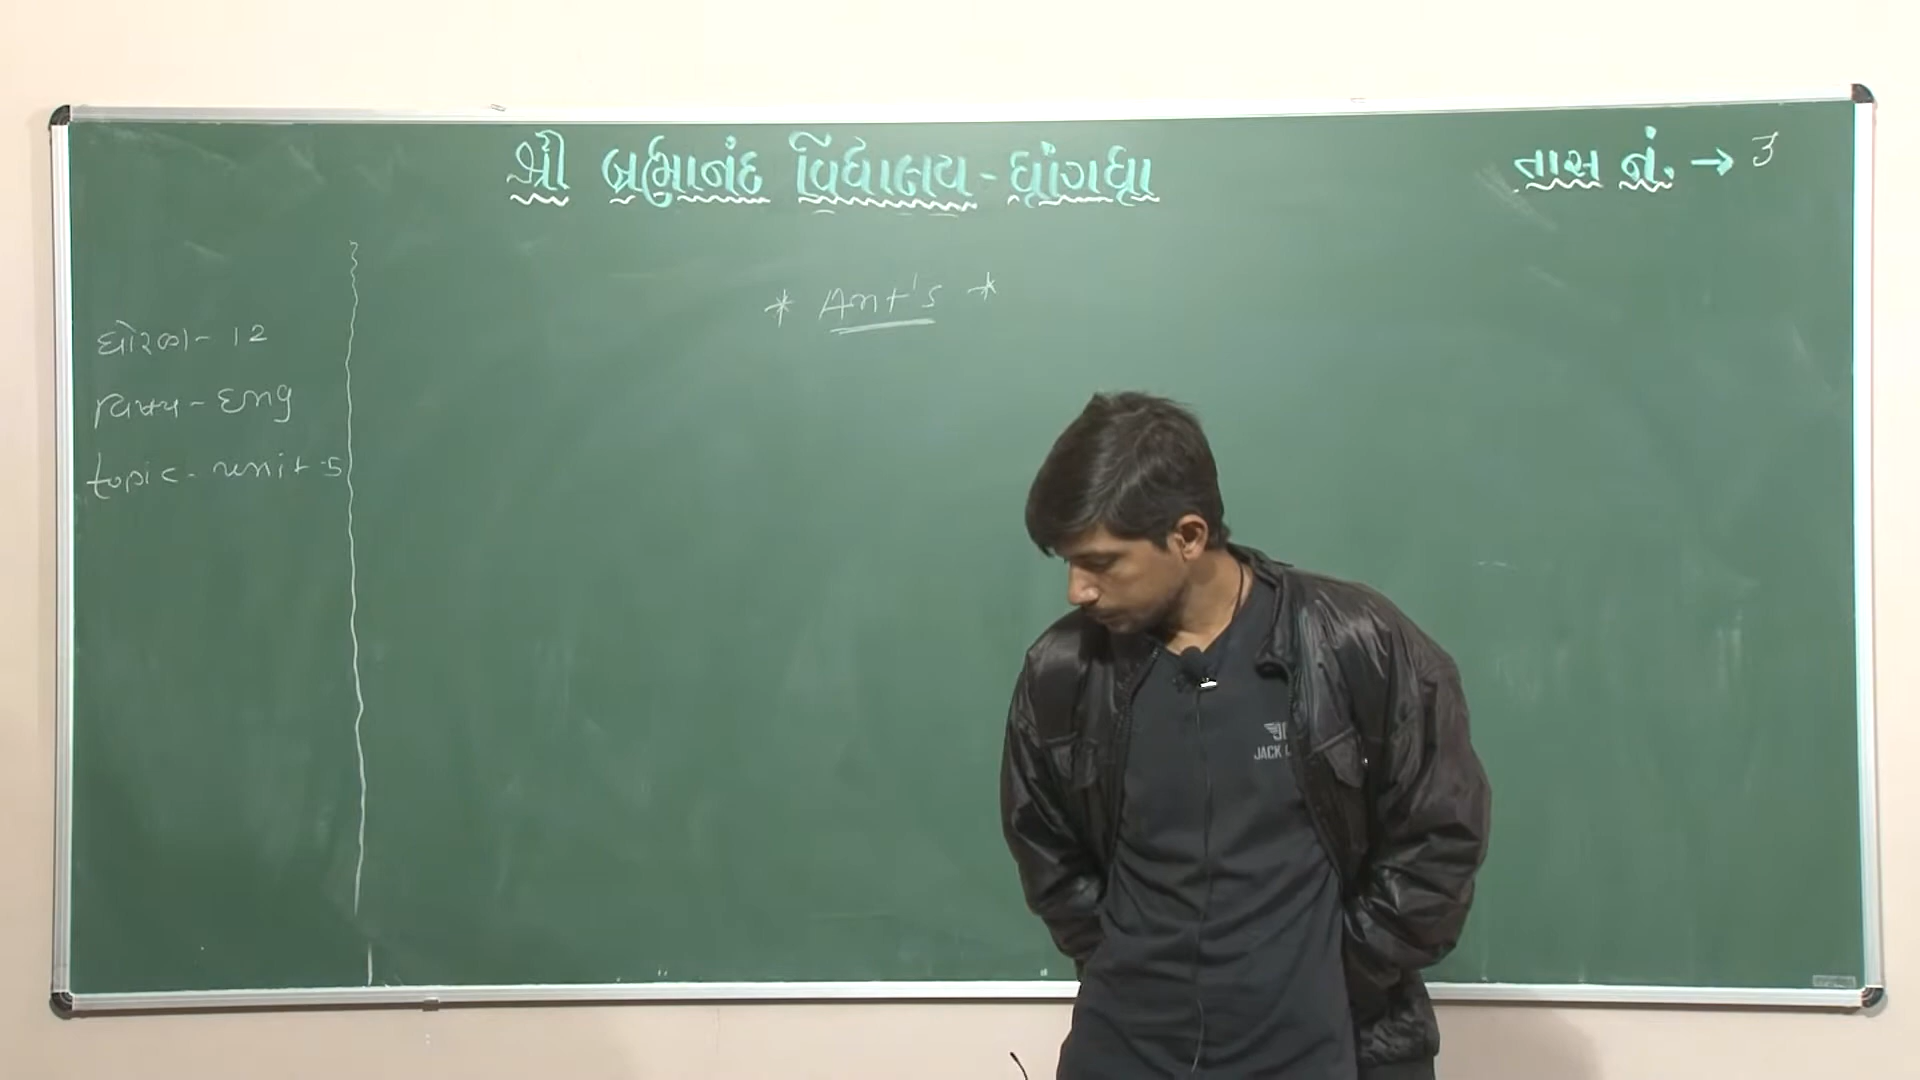 શ્રી બ્રહ્માનંદ વિદ્યાલય - ધ્રાંગધ્રા
તાસ નં. → 3
* Ant's *
ધોરણ - 12
વિષય - Eng
topic - unit - 5
JACK